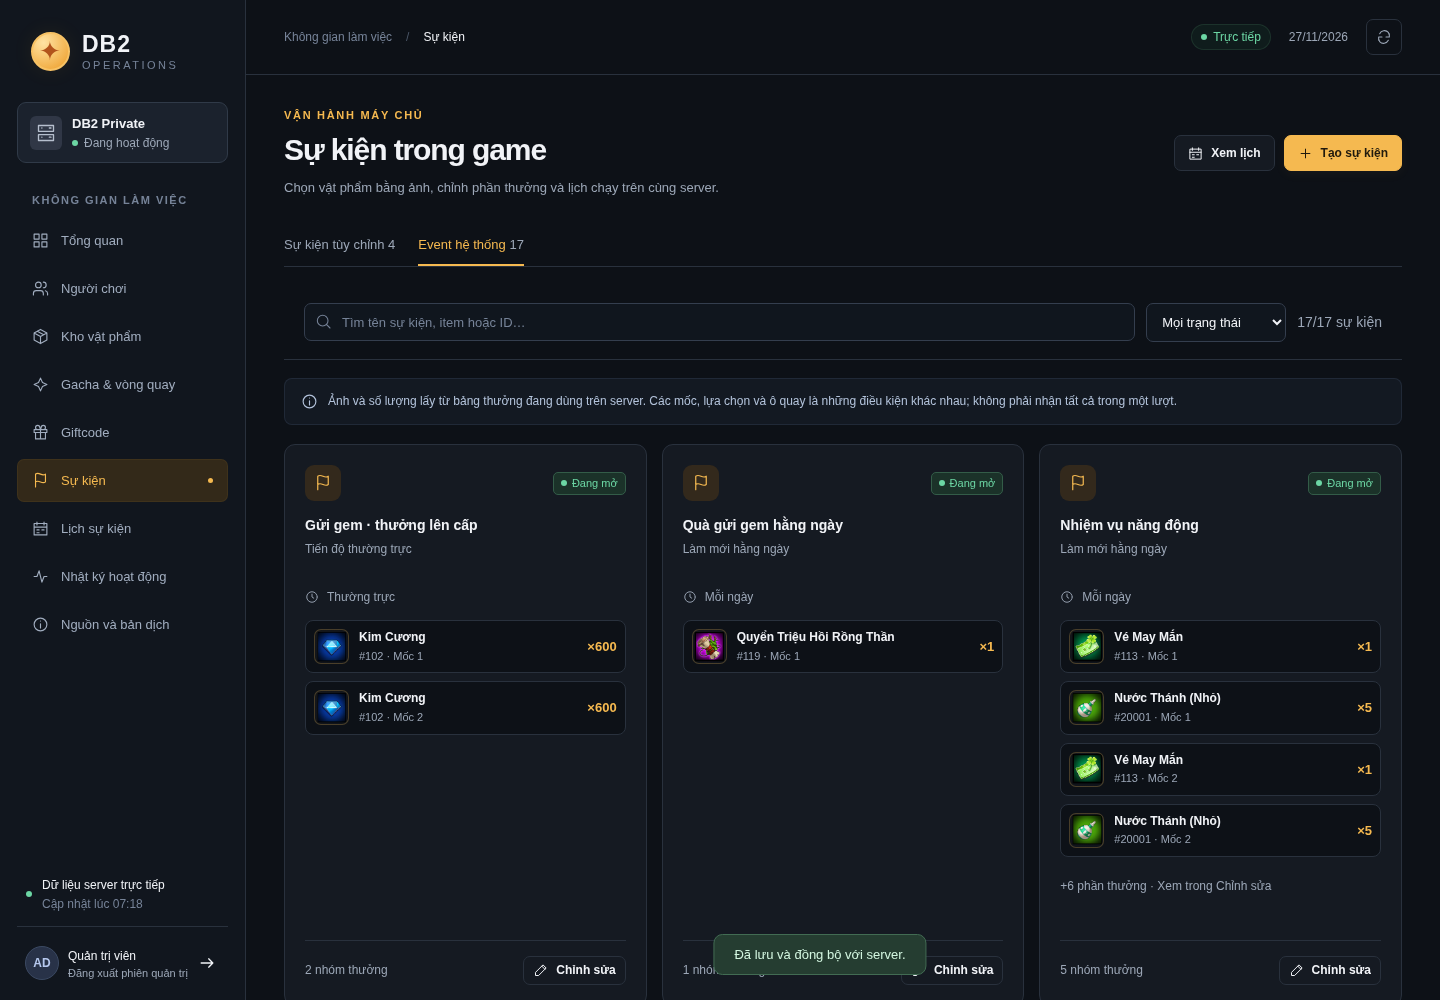 DB2
OPERATIONS
DB2 Private
Đang hoạt động
KHÔNG GIAN LÀM VIỆC
Tổng quan
Người chơi
Kho vật phẩm
Gacha & vòng quay
Giftcode
Sự kiện
Lịch sự kiện
Nhật ký hoạt động
Nguồn và bản dịch
Dữ liệu server trực tiếp
Cập nhật lúc 07:18
AD
Quản trị viên
Đăng xuất phiên quản trị
Không gian làm việc / Sự kiện
Trực tiếp
27/11/2026
VẬN HÀNH MÁY CHỦ
Sự kiện trong game
Chọn vật phẩm bằng ảnh, chỉnh phần thưởng và lịch chạy trên cùng server.
Xem lịch
Tạo sự kiện
Sự kiện tùy chỉnh 4
Event hệ thống 17
Tìm tên sự kiện, item hoặc ID…
Mọi trạng thái
17/17 sự kiện
Ảnh và số lượng lấy từ bảng thưởng đang dùng trên server. Các mốc, lựa chọn và ô quay là những điều kiện khác nhau; không phải nhận tất cả trong một lượt.
Đang mở
Gửi gem · thưởng lên cấp
Tiến độ thường trực
Thường trực
Kim Cương
#102 · Mốc 1
×600
Kim Cương
#102 · Mốc 2
×600
2 nhóm thưởng
Chỉnh sửa
Đang mở
Quà gửi gem hằng ngày
Làm mới hằng ngày
Mỗi ngày
Quyển Triệu Hồi Rồng Thần
#119 · Mốc 1
×1
1
Chỉnh sửa
Đang mở
Nhiệm vụ năng động
Làm mới hằng ngày
Mỗi ngày
Vé May Mắn
#113 · Mốc 1
×1
Nước Thánh (Nhỏ)
#20001 · Mốc 1
×5
Vé May Mắn
#113 · Mốc 2
×1
Nước Thánh (Nhỏ)
#20001 · Mốc 2
×5
+6 phần thưởng · Xem trong Chỉnh sửa
5 nhóm thưởng
Chỉnh sửa
Đã lưu và đồng bộ với server.